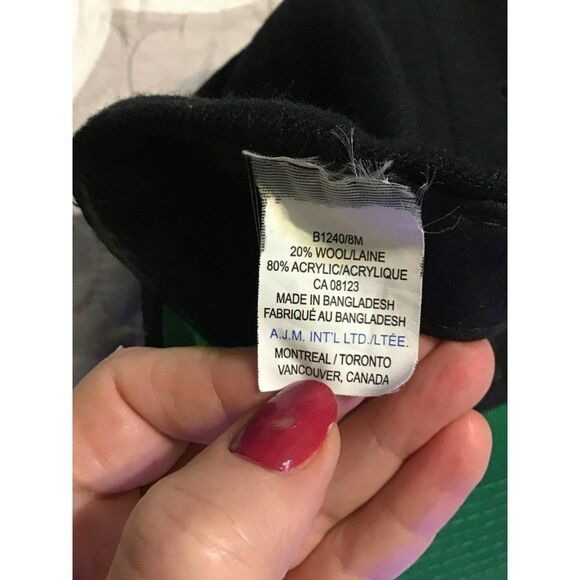 B1240/8M
20% WOOL/LAINE
80% ACRYLIC/ACRYLIQUE
CA 08123
MADE IN BANGLADESH
FABRIQUÉ AU BANGLADESH
A.J.M. INT'L LTD./LTÉE.
MONTREAL / TORONTO
VANCOUVER, CANADA